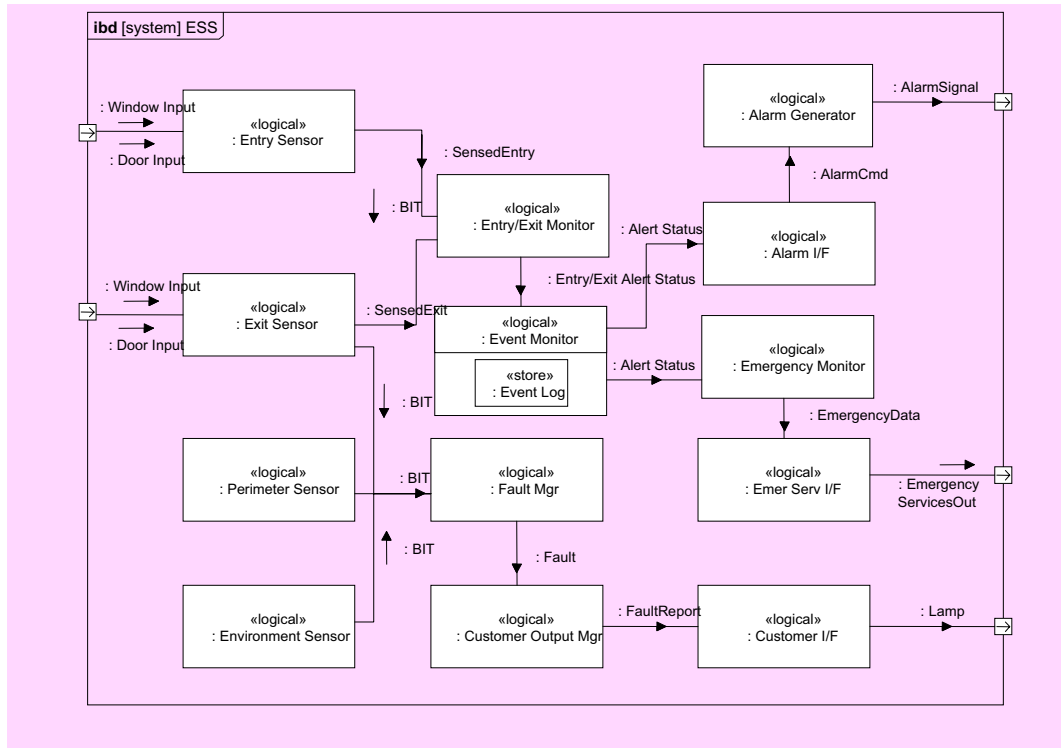 ibd [system] ESS
: Window Input
: Door Input
«logical»
: Entry Sensor
: SensedEntry
: BIT
«logical»
: Entry/Exit Monitor
«logical»
: Alarm Generator
: AlarmSignal
: AlarmCmd
: Alert Status
«logical»
: Alarm I/F
: Entry/Exit Alert Status
: Window Input
: Door Input
«logical»
: Exit Sensor
: SensedExit
«logical»
: Event Monitor
«store»
: Event Log
: Alert Status
«logical»
: Emergency Monitor
: BIT
: EmergencyData
«logical»
: Perimeter Sensor
: BIT
«logical»
: Fault Mgr
«logical»
: Emer Serv I/F
: Emergency
ServicesOut
: BIT
: Fault
«logical»
: Environment Sensor
«logical»
: Customer Output Mgr
: FaultReport
«logical»
: Customer I/F
: Lamp